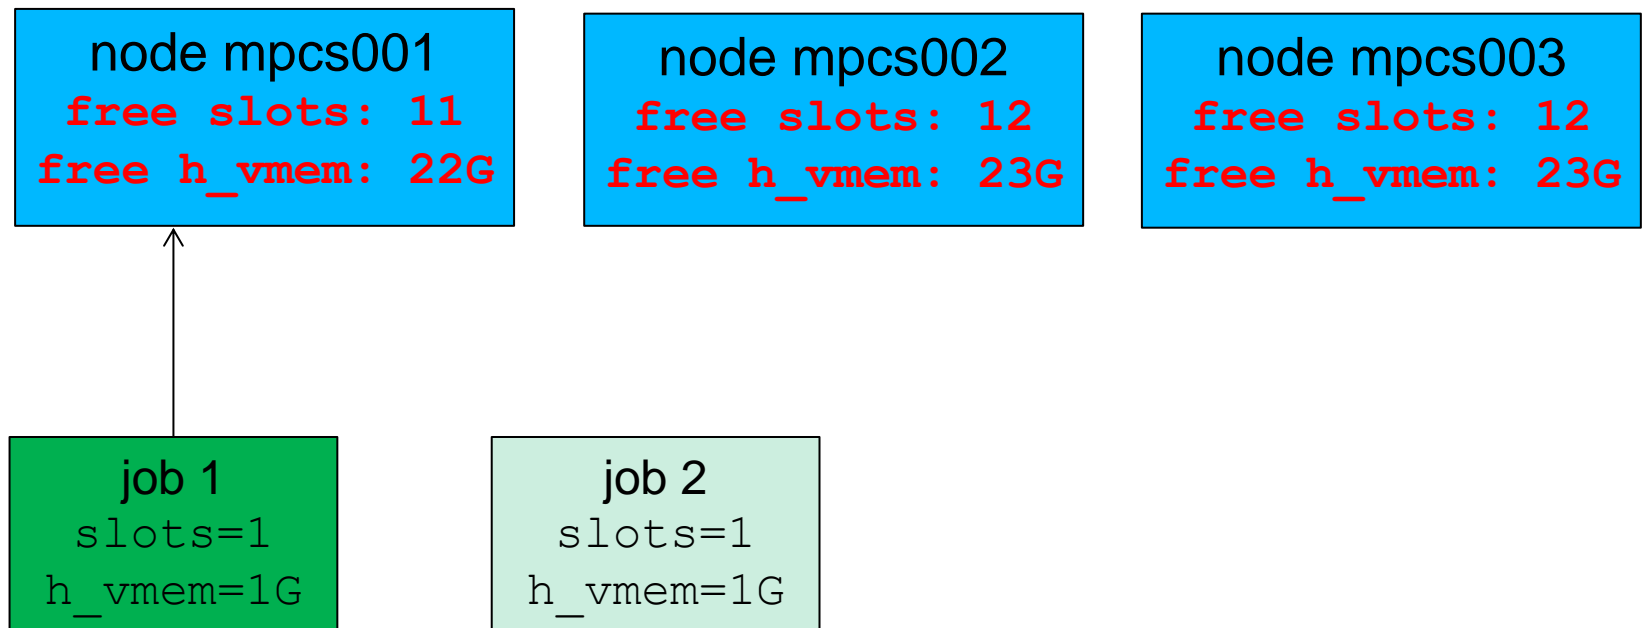 node mpcs001
free slots: 11
free h_vmem: 22G
node mpcs002
free slots: 12
free h_vmem: 23G
node mpcs003
free slots: 12
free h_vmem: 23G
job 1
slots=1
h_vmem=1G
job 2
slots=1
h_vmem=1G